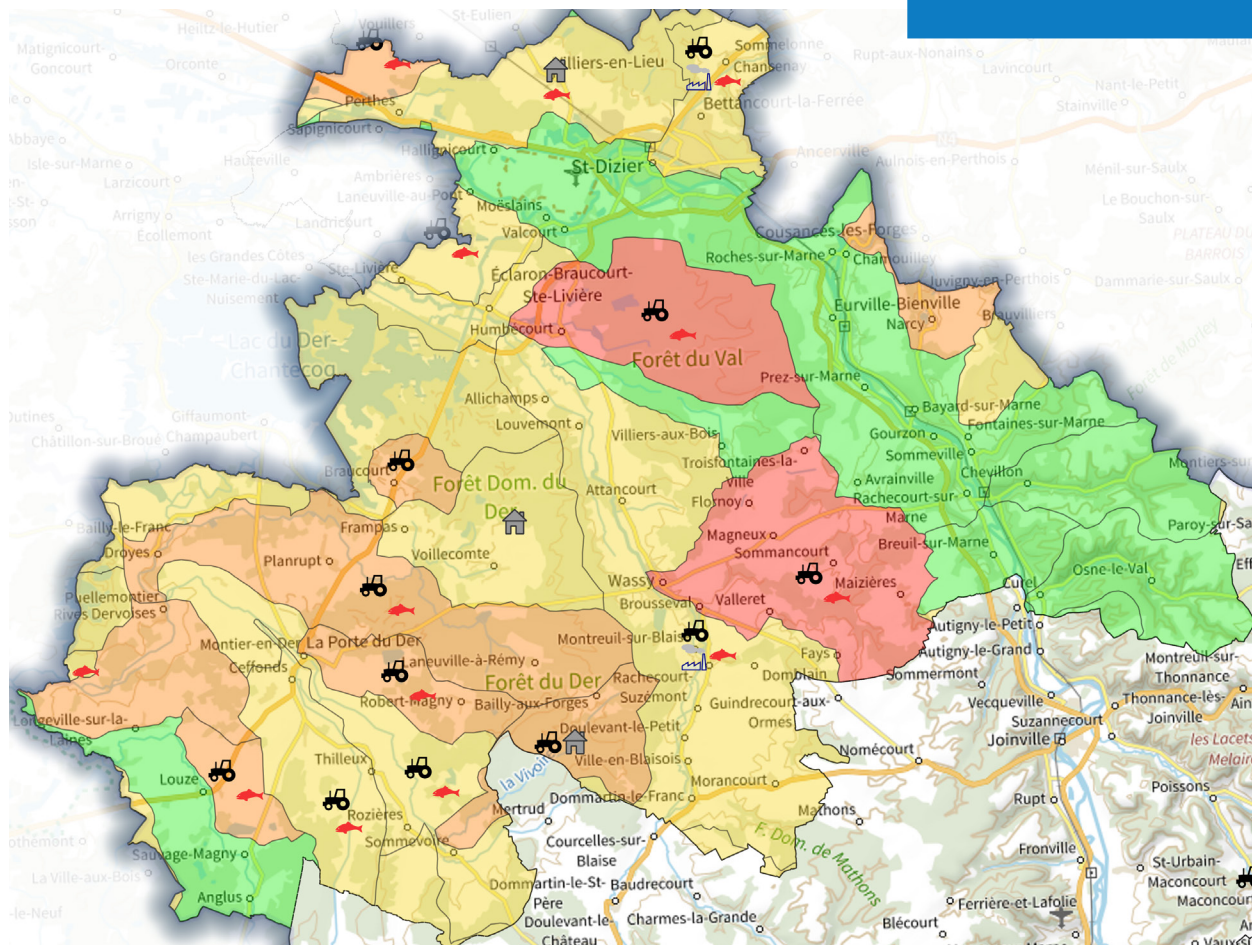 Heiltz-le-Hutier
Vouillers
St-Eulien
Matignicourt-
Goncourt
Orconte
Villiers-en-Lieu
Sommelonne
Chansenay
Rupt-aux-Nonains
Lavincourt
Nant-le-Petit
Stainville
Perthes
Bettancourt-la-Ferrée
Abbaye
Sapignicourt
Hallignicourt
Isle-sur-Marne
Larzicourt
Hauteville
Ambrières
Laneuville-au-Pont
St-Dizier
Ancerville
Aulnois-en-Perthois
Ménil-sur-Saulx
Le Bouchon-sur-
Saulx
Arrigny
Écollemont
Landricourt
Moëslains
Valcourt
Cousances-les-Forges
PLATEAU DU
BARROIS
les Grandes Côtes
Ste-Marie-du-Lac-
Nuisement
Ste-Livière
Éclaron-Braucourt-
Ste-Livière
Roches-sur-Marne
Chamouilley
Juvigny-en-Perthois
Dammarie-sur-Saulx
Eurville-Bienville
Narcy
Brauvilliers
Humbécourt
Lac du Der-
Chantecoq
Forêt du Val
Forêt de Morley
Prez-sur-Marne
Allichamps
Giffaumont-
Champaubert
Louvemont
Bayard-sur-Marne
Fontaines-sur-Marne
Châtillon-sur-Broué
Villiers-aux-Bois
Gourzon
Sommeville
Troisfontaines-la-
Ville
Braucourt
Forêt Dom. du
Der
Attancourt
Flornoy
Avrainville
Chevillon
Rachecourt-sur-
Marne
Bailly-le-Franc
Frampas
Magneux
Paroy-sur-Sa
Droyes
Planrupt
Voillecomte
Sommancourt
Breuil-sur-Marne
Wassy
Maizières
Osne-le-Val
Curel
Puellemontier
Rives Dervoises
Brousseval
Valleret
Autigny-le-Petit
Montier-en-Der
La Porte du Der
Montreuil-sur-Blaise
Autigny-le-Grand
Ceffonds
Laneuville-à-Rémy
Fays
Montreuil-sur-
Thonnance
Forêt du Der
Rachecourt-
Suzémont
Domblain
Sommermont
Robert-Magny
Bailly-aux-Forges
Vecqueville
Thonnance-lès-
Joinville
Guindrecourt-aux-
Ormes
Longeville-sur-la-
Laines
Doulevant-le-Petit
Suzannecourt
Joinville
les Lacets
Melaire
Nomécourt
Thilleux
Ville-en-Blaisois
Louze
la Voire
Morancourt
Poissons
Mertrud
Dommartin-le-Franc
Rozières
Mathons
Rupt
Sommevoire
Courcelles-sur-
Blaise
F. Dom. de Mathons
Fronville
Sauvage-Magny
St-Urbain-
Maconcourt
La Ville-aux-Bois
Dommartin-le-St-
Père
Baudrecourt
Anglus
Ferrière-et-Lafolie
-le-Neuf
Doulevant-le-
Château
Charmes-la-Grande
Blécourt